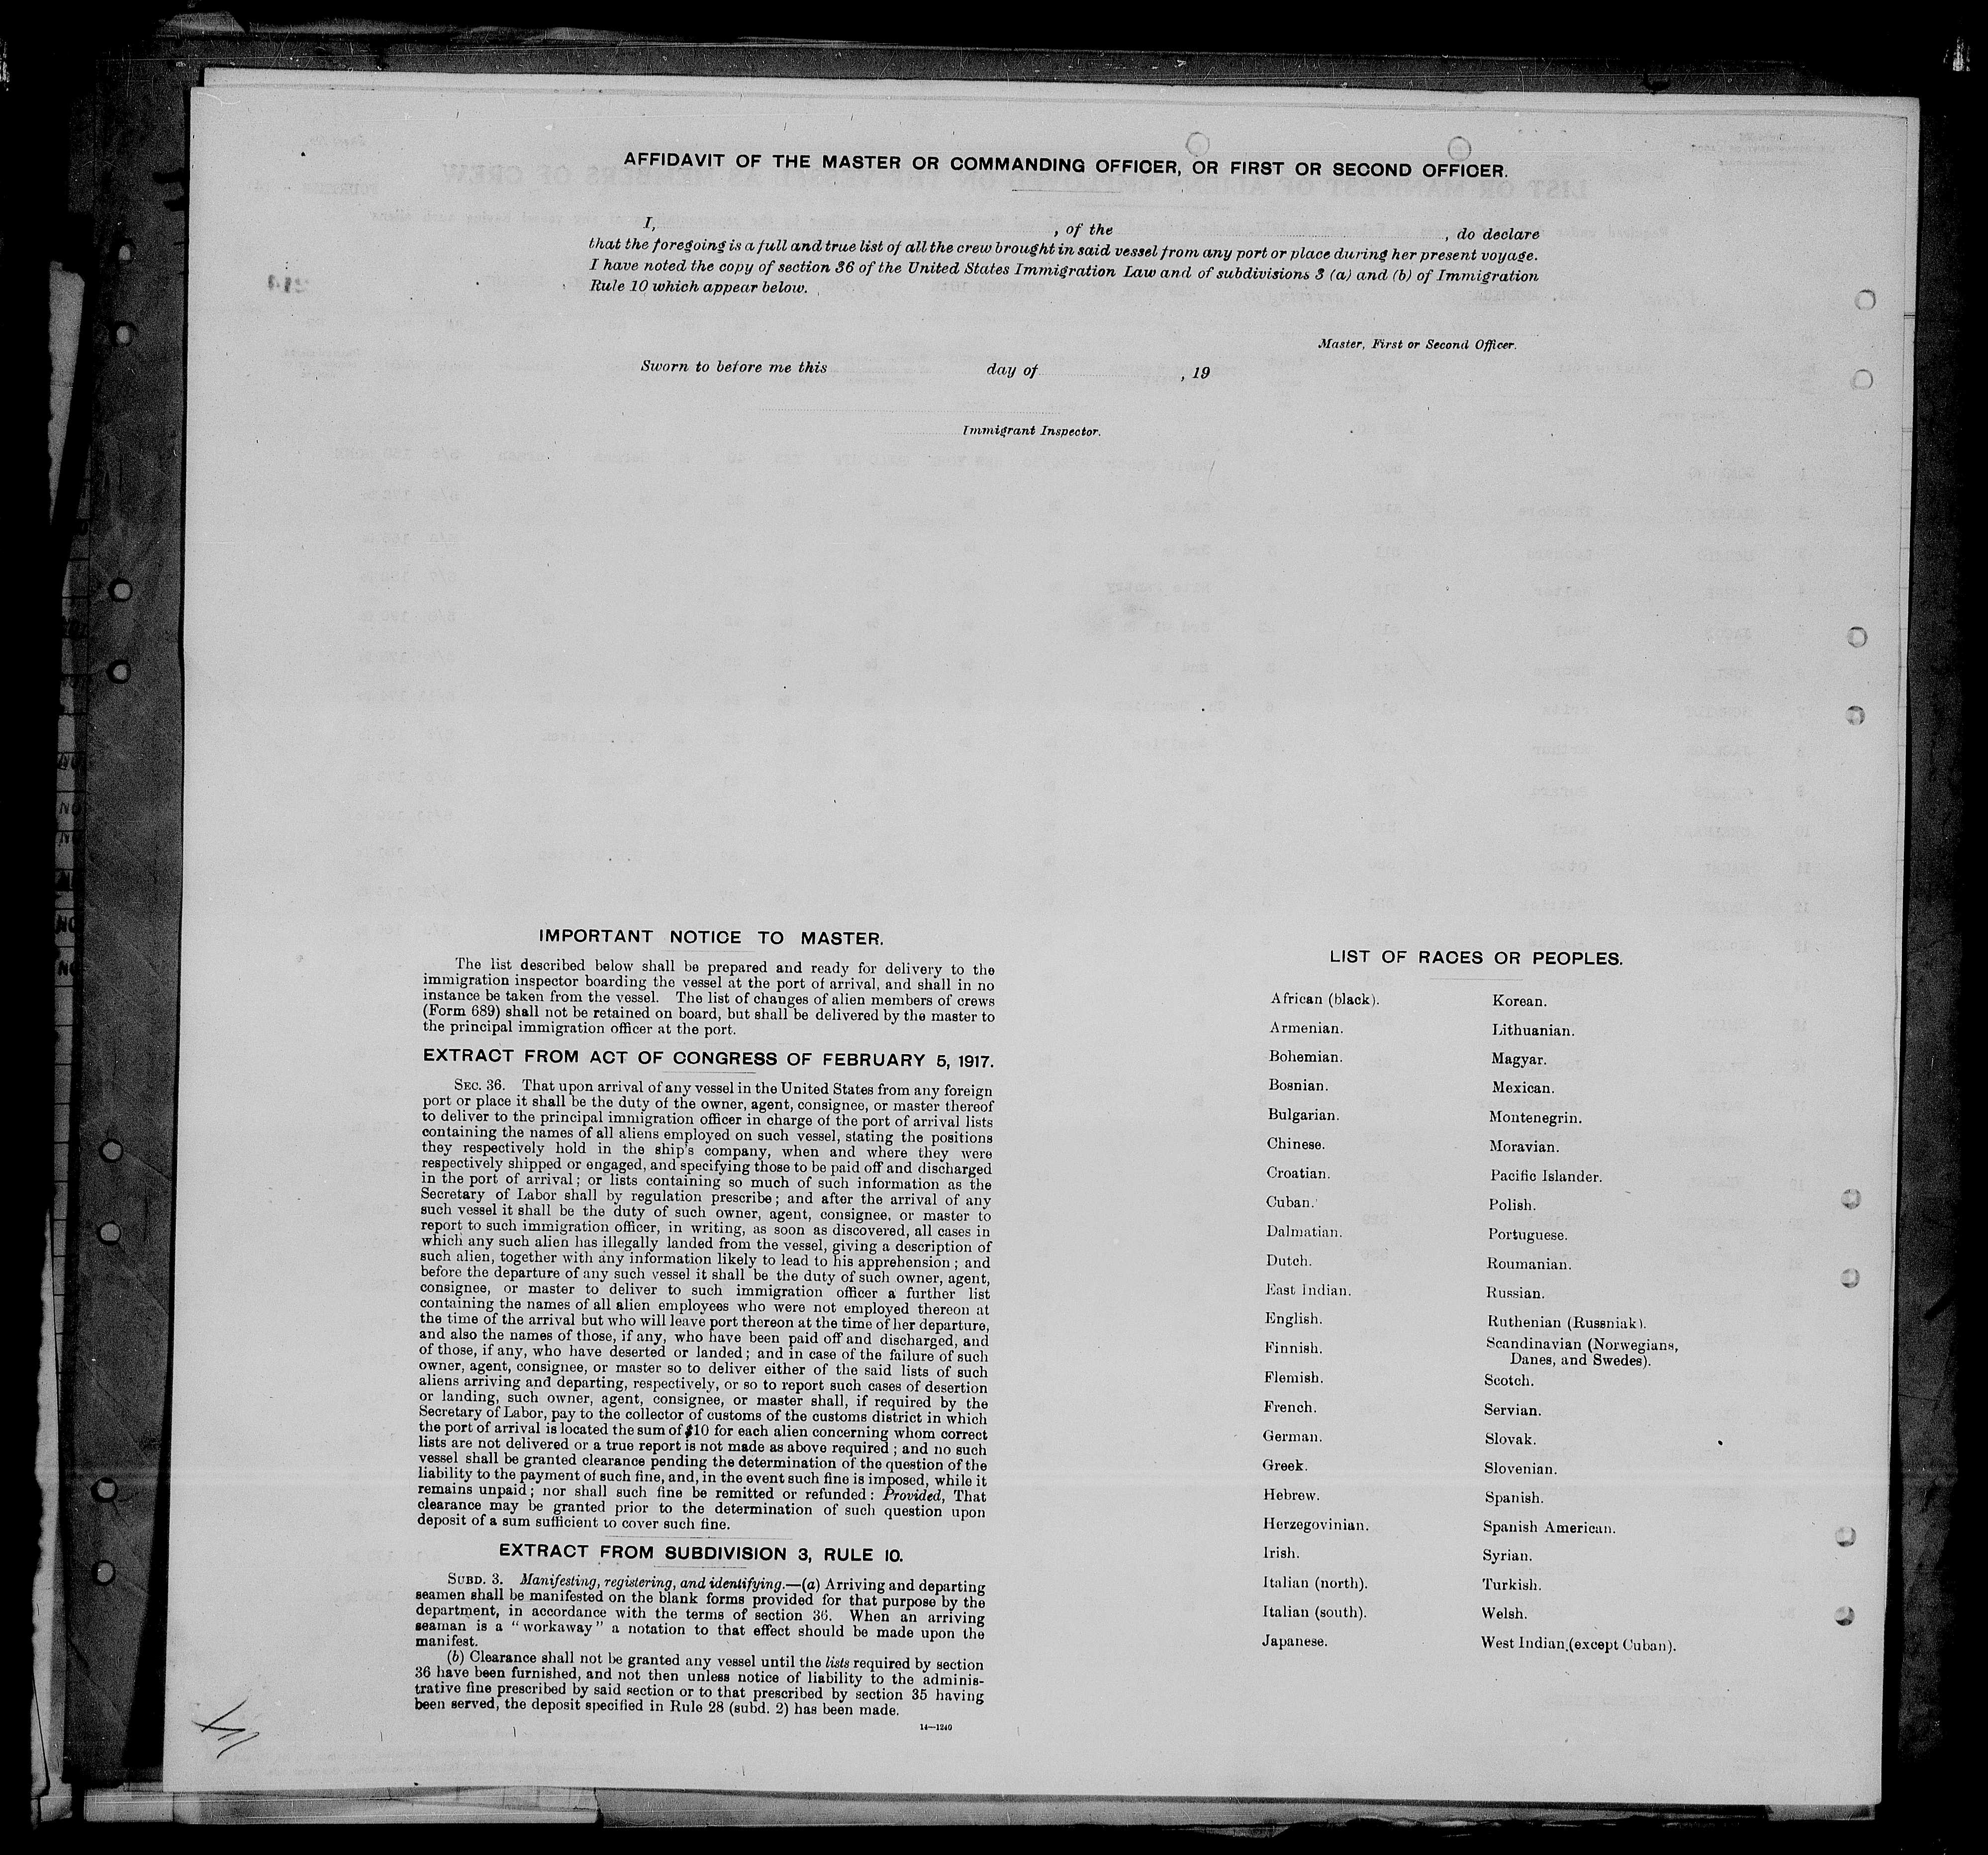 AFFIDAVIT OF THE MASTER OR COMMANDING OFFICER, OR FIRST OR SECOND OFFICER.
I, , of the , do declare
that the foregoing is a full and true list of all the crew brought in said vessel from any port or place during her present voyage.
I have noted the copy of section 36 of the United States Immigration Law and of subdivisions 3 (a) and (b) of Immigration
Rule 10 which appear below.
Master, First or Second Officer.
Sworn to before me this day of , 19
Immigrant Inspector.
IMPORTANT NOTICE TO MASTER.
The list described below shall be prepared and ready for delivery to the
immigration inspector boarding the vessel at the port of arrival, and shall in no
instance be taken from the vessel. The list of changes of alien members of crews
(Form 689) shall not be retained on board, but shall be delivered by the master to
the principal immigration officer at the port.
EXTRACT FROM ACT OF CONGRESS OF FEBRUARY 5, 1917.
SEC. 36. That upon arrival of any vessel in the United States from any foreign
port or place it shall be the duty of the owner, agent, consignee, or master thereof
to deliver to the principal immigration officer in charge of the port of arrival lists
containing the names of all aliens employed on such vessel, stating the positions
they respectively hold in the ship's company, when and where they were
respectively shipped or engaged, and specifying those to be paid off and discharged
in the port of arrival; or lists containing so much of such information as the
Secretary of Labor shall by regulation prescribe; and after the arrival of any
such vessel it shall be the duty of such owner, agent, consignee, or master to
report to such immigration officer, in writing, as soon as discovered, all cases in
which any such alien has illegally landed from the vessel, giving a description of
such alien, together with any information likely to lead to his apprehension; and
before the departure of any such vessel it shall be the duty of such owner, agent,
consignee, or master to deliver to such immigration officer a further list
containing the names of all alien employees who were not employed thereon at
the time of the arrival but who will leave port thereon at the time of her departure,
and also the names of those, if any, who have been paid off and discharged, and
of those, if any, who have deserted or landed; and in case of the failure of such
owner, agent, consignee, or master so to deliver either of the said lists of such
aliens arriving and departing, respectively, or so to report such cases of desertion
or landing, such owner, agent, consignee, or master shall, if required by the
Secretary of Labor, pay to the collector of customs of the customs district in which
the port of arrival is located the sum of $10 for each alien concerning whom correct
lists are not delivered or a true report is not made as above required; and no such
vessel shall be granted clearance pending the determination of the question of the
liability to the payment of such fine, and, in the event such fine is imposed, while it
remains unpaid; nor shall such fine be remitted or refunded: Provided, That
clearance may be granted prior to the determination of such question upon
deposit of a sum sufficient to cover such fine.
EXTRACT FROM SUBDIVISION 3, RULE 10.
SUBD. 3. Manifesting, registering, and identifying.—(a) Arriving and departing
seamen shall be manifested on the blank forms provided for that purpose by the
department, in accordance with the terms of section 36. When an arriving
seaman is a "workaway" a notation to that effect should be made upon the
manifest.
(b) Clearance shall not be granted any vessel until the lists required by section
36 have been furnished, and not then unless notice of liability to the adminis-
trative fine prescribed by said section or to that prescribed by section 35 having
been served, the deposit specified in Rule 28 (subd. 2) has been made.
14—1240
LIST OF RACES OR PEOPLES.
African (black).
Armenian.
Bohemian.
Bosnian.
Bulgarian.
Chinese.
Croatian.
Cuban.
Dalmatian.
Dutch.
East Indian.
English.
Finnish.
Flemish.
French.
German.
Greek.
Hebrew.
Herzegovinian.
Irish.
Italian (north).
Italian (south).
Japanese.
Korean.
Lithuanian.
Magyar.
Mexican.
Montenegrin.
Moravian.
Pacific Islander.
Polish.
Portuguese.
Roumanian.
Russian.
Ruthenian (Russniak).
Scandinavian (Norwegians,
Danes, and Swedes).
Scotch.
Servian.
Slovak.
Slovenian.
Spanish.
Spanish American.
Syrian.
Turkish.
Welsh.
West Indian (except Cuban).